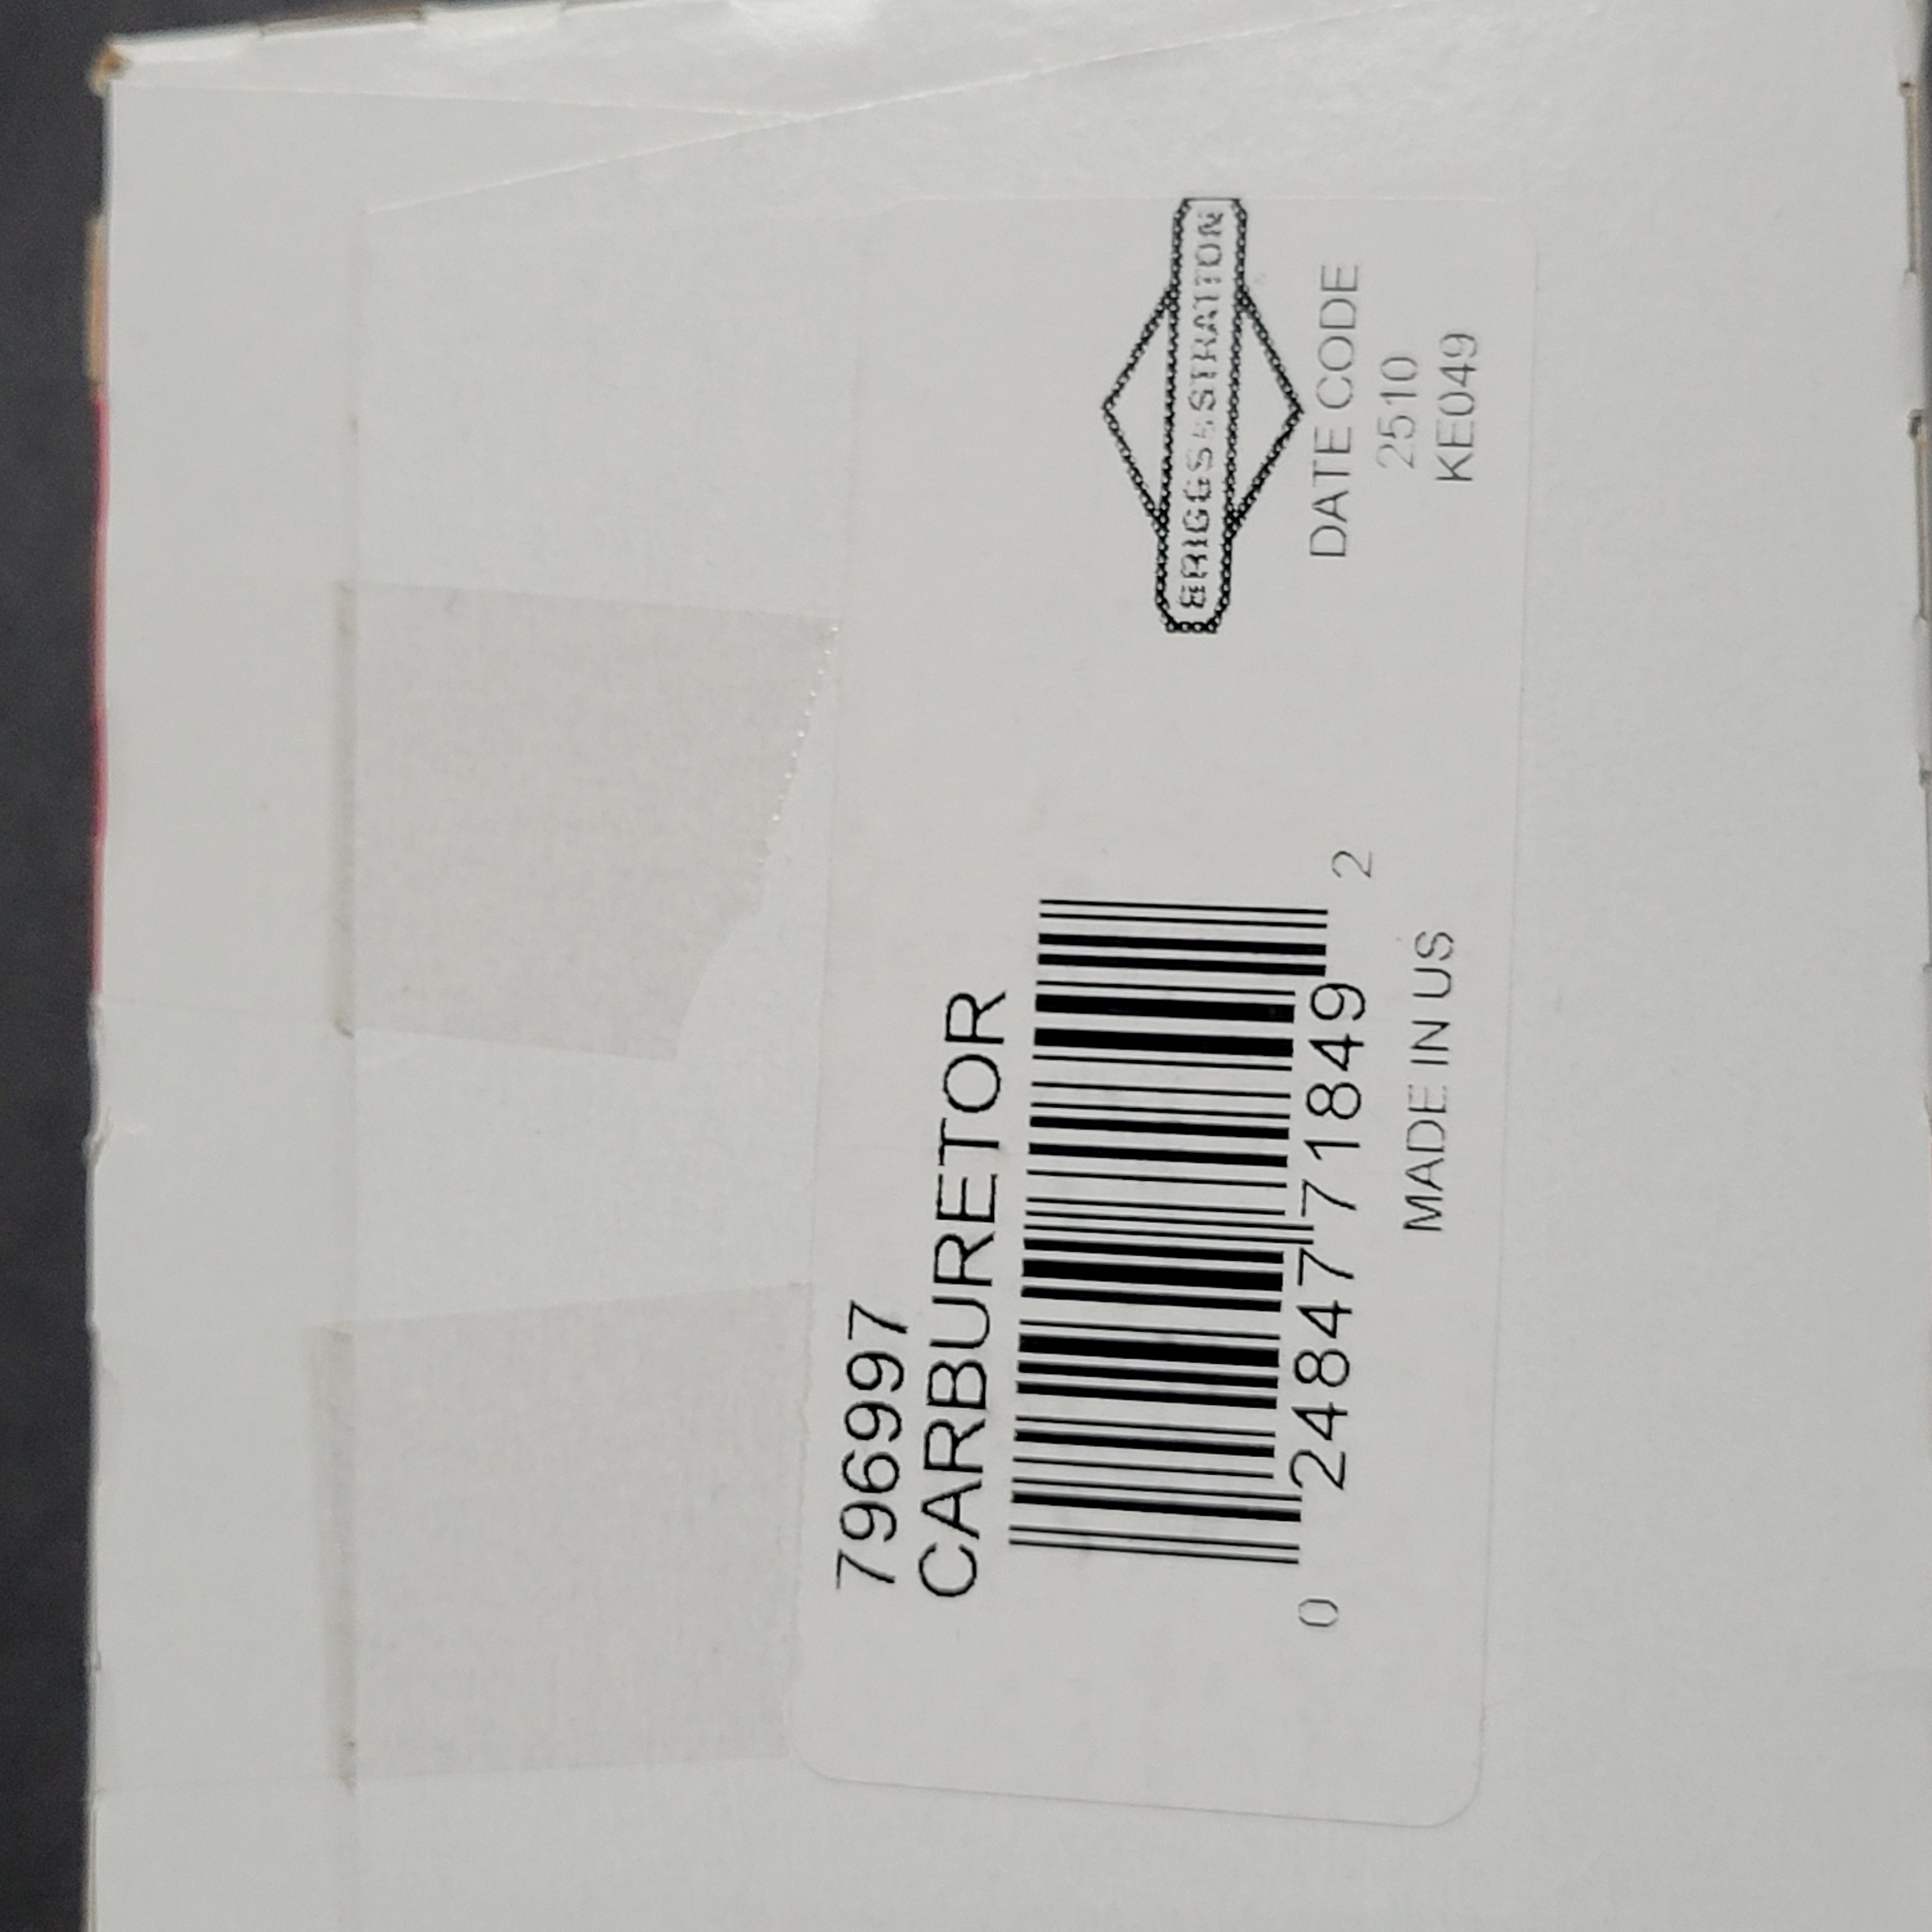 796997
CARBURETOR
0 24847 71849 2
MADE IN US
BRIGGS&STRATTON
DATE CODE
2510
KE049